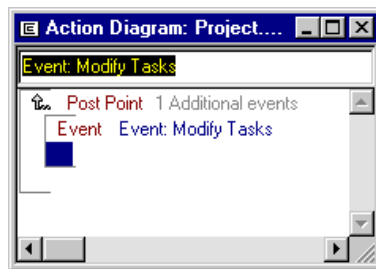 Action Diagram: Project....
Event: Modify Tasks
Post Point 1 Additional events
Event Event: Modify Tasks